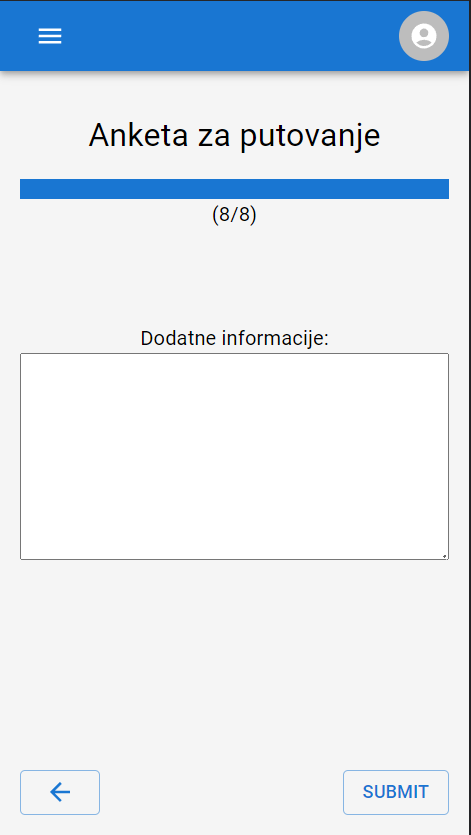 Anketa za putovanje
(8/8)
Dodatne informacije:
SUBMIT